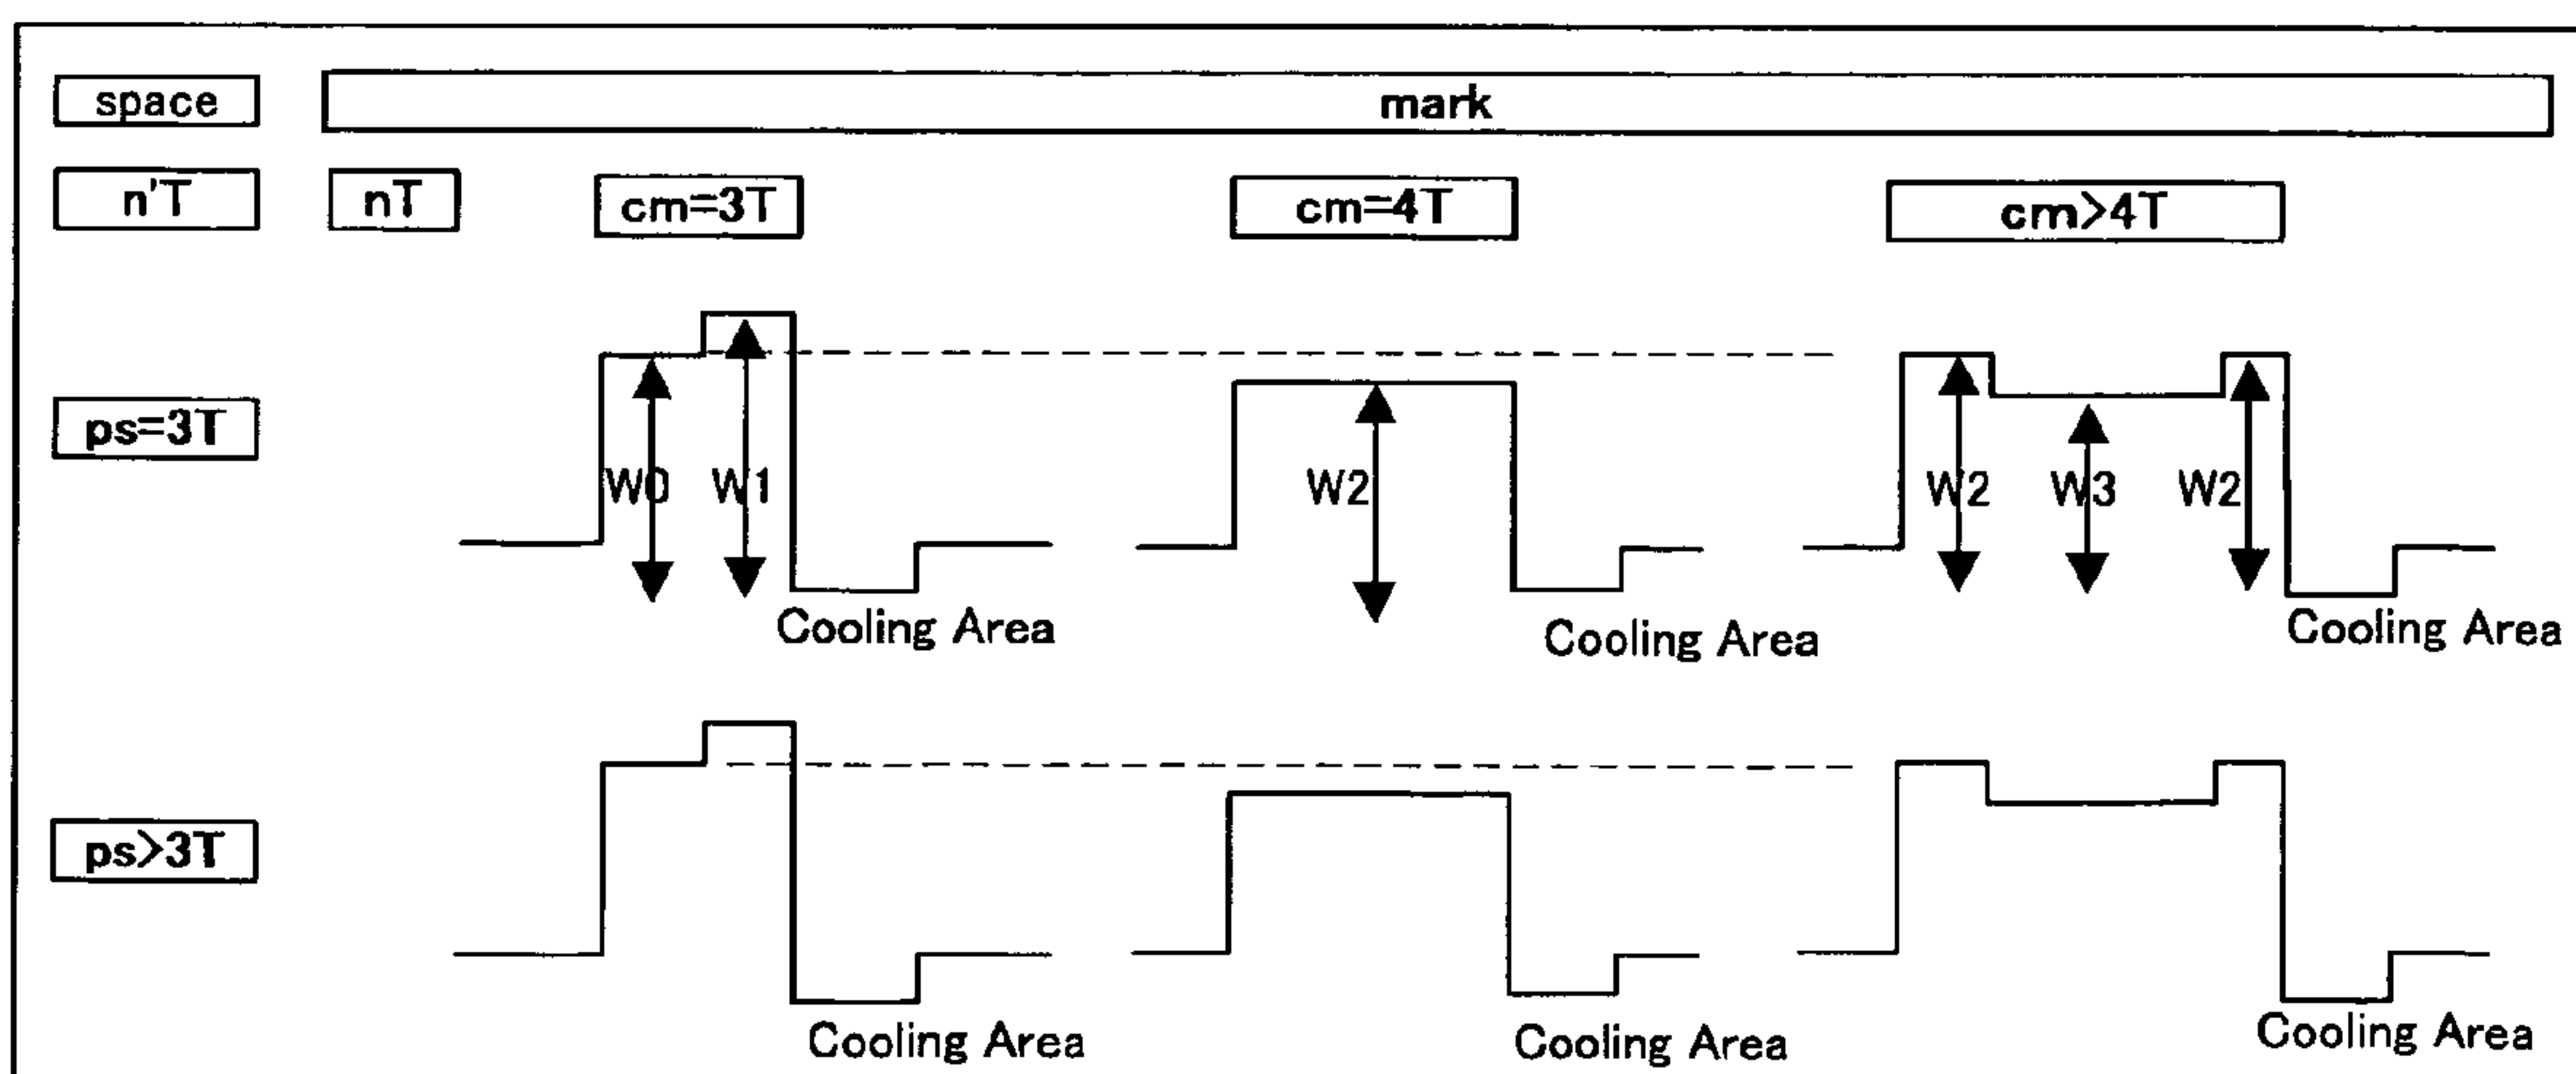 space
mark
n'T
nT
cm=3T
cm=4T
cm>4T
ps=3T
W0
W1
W2
W2
W3
W2
Cooling Area
Cooling Area
Cooling Area
ps>3T
Cooling Area
Cooling Area
Cooling Area